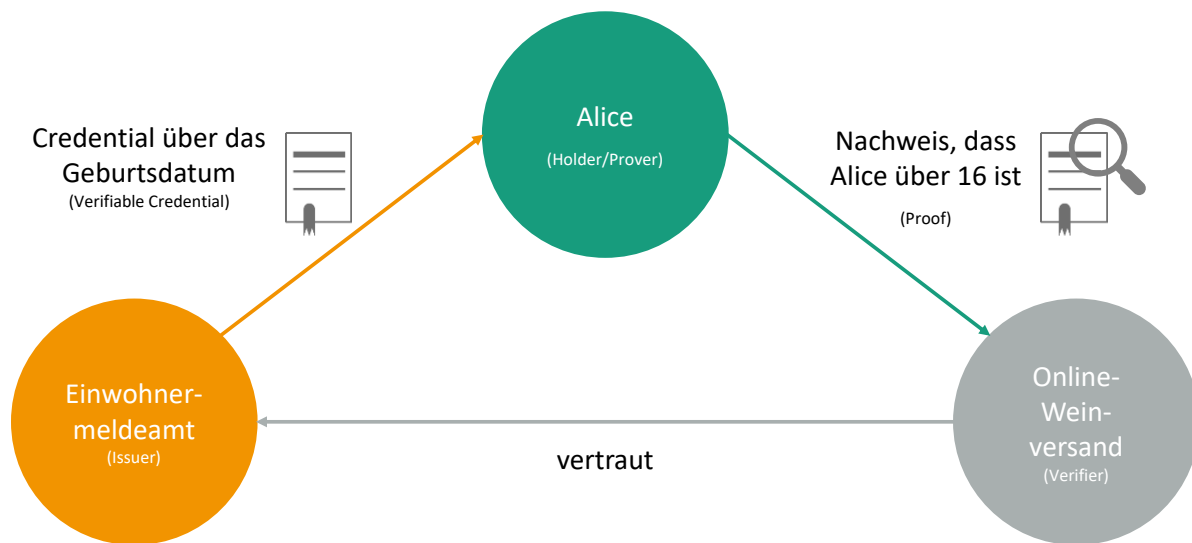 Alice
(Holder/Prover)
Credential über das
Geburtsdatum
(Verifiable Credential)
Nachweis, dass
Alice über 16 ist
(Proof)
Einwohner-
meldeamt
(Issuer)
vertraut
Online-
Wein-
versand
(Verifier)